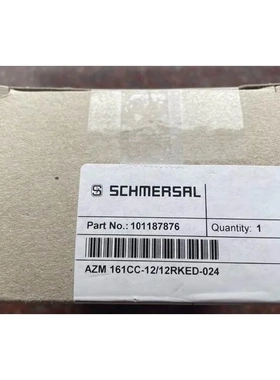 SCHMERSAL
Part No.: 101187876 Quantity: 1
AZM 161CC-12/12RKED-024